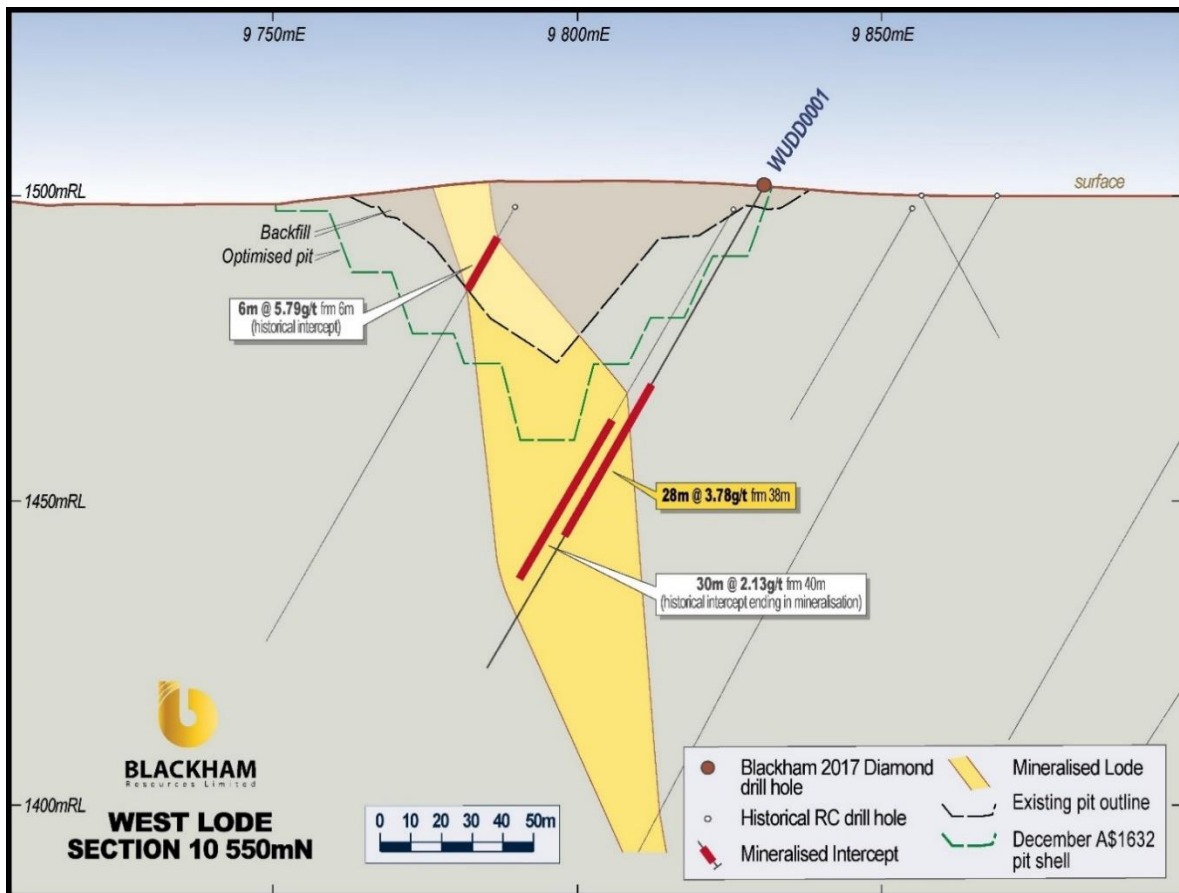 9 750mE
9 800mE
9 850mE
WUDD0001
1500mRL
surface
Backfill
Optimised pit
6m @ 5.79g/t frm 6m
(historical intercept)
1450mRL
28m @ 3.78g/t frm 38m
30m @ 2.13g/t frm 40m
(historical intercept ending in mineralisation)
BLACKHAM
Resources Limited
1400mRL
WEST LODE
SECTION 10 550mN
0 10 20 30 40 50m
Blackham 2017 Diamond
drill hole
Historical RC drill hole
Mineralised Intercept
Mineralised Lode
Existing pit outline
December A$1632
pit shell